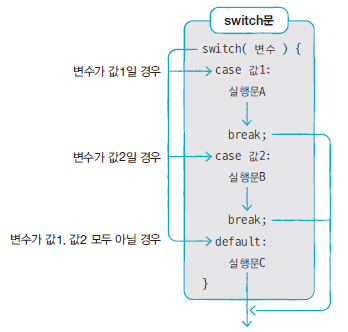 switch문
switch( 변수 ) {
변수가 값1일 경우
case 값1:
실행문A
break;
변수가 값2일 경우
case 값2:
실행문B
break;
변수가 값1, 값2 모두 아닐 경우
default:
실행문C
}